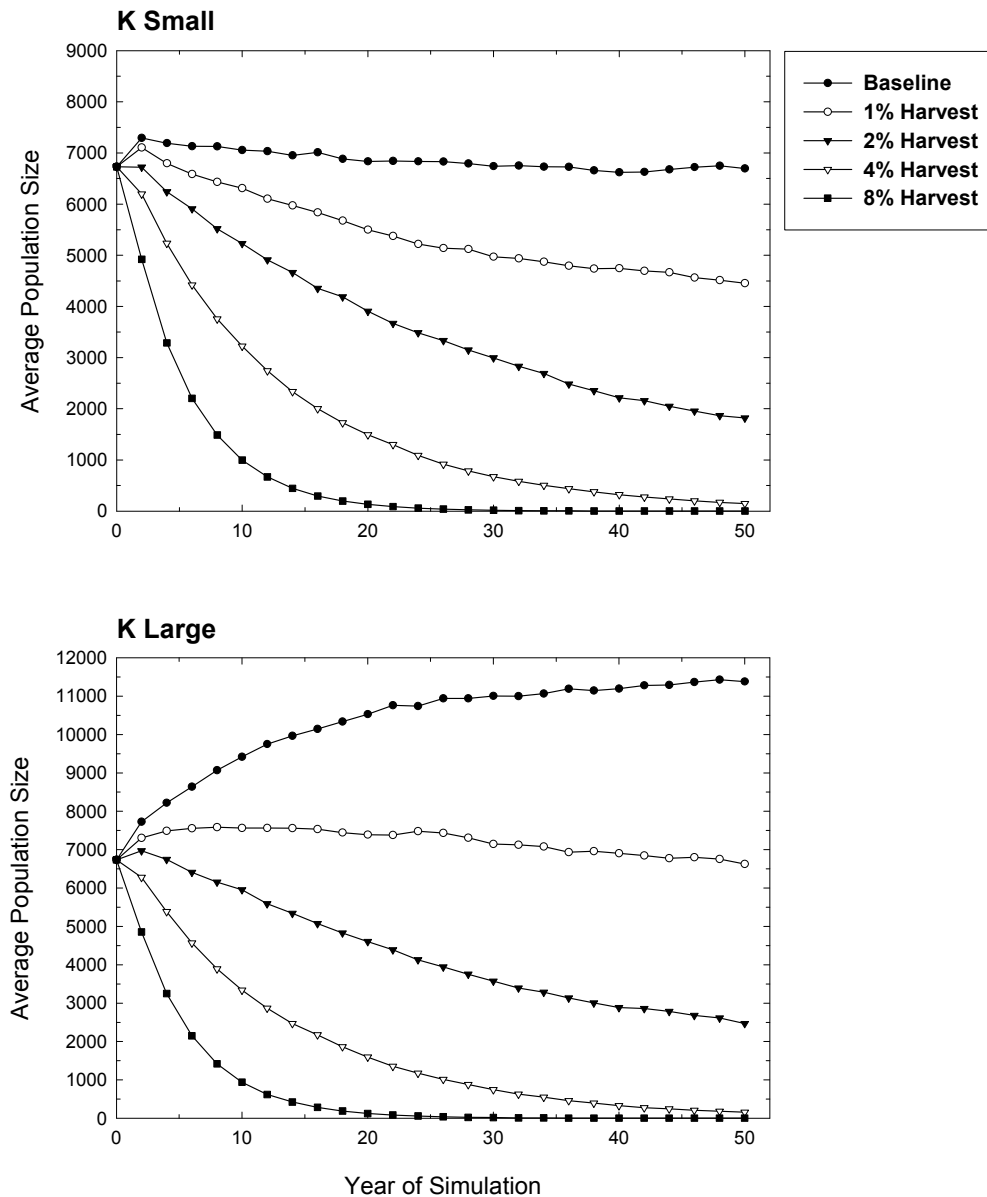 K Small
9000
8000
7000
6000
5000
4000
3000
2000
1000
0
Average Population Size
0 10 20 30 40 50
Baseline
1% Harvest
2% Harvest
4% Harvest
8% Harvest
K Large
12000
11000
10000
9000
8000
7000
6000
5000
4000
3000
2000
1000
0
Average Population Size
0 10 20 30 40 50
Year of Simulation